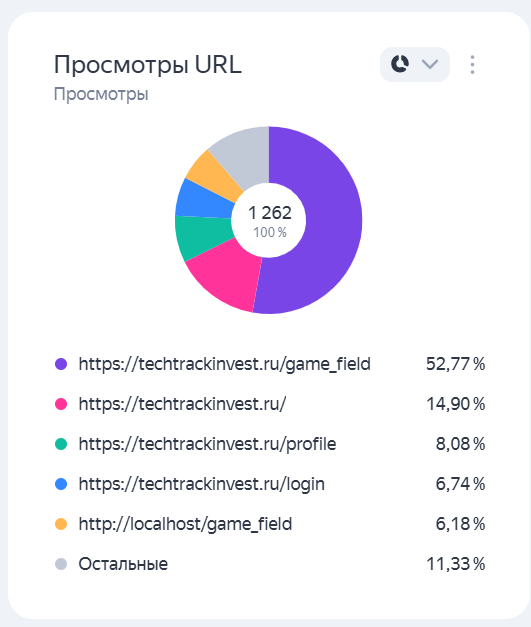 Просмотры URL
Просмотры
1 262
100 %
https://techtrackinvest.ru/game_field 52,77 %
https://techtrackinvest.ru/ 14,90 %
https://techtrackinvest.ru/profile 8,08 %
https://techtrackinvest.ru/login 6,74 %
http://localhost/game_field 6,18 %
Остальные 11,33 %